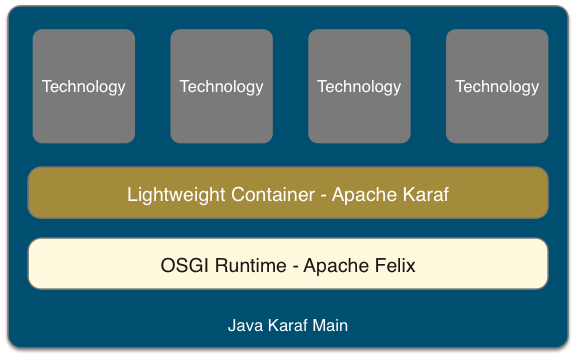 Technology Technology Technology Technology
Lightweight Container - Apache Karaf
OSGI Runtime - Apache Felix
Java Karaf Main